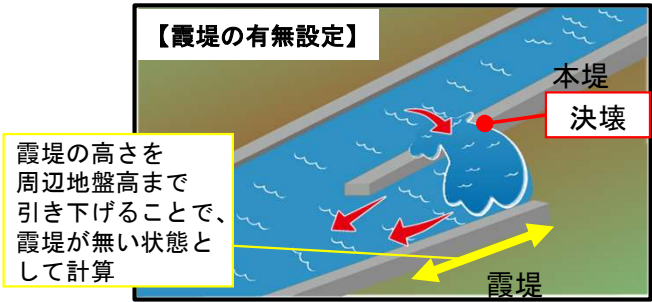 【霞堤の有無設定】
本堤
決壊
霞堤の高さを
周辺地盤高まで
引き下げることで、
霞堤が無い状態と
して計算
霞堤